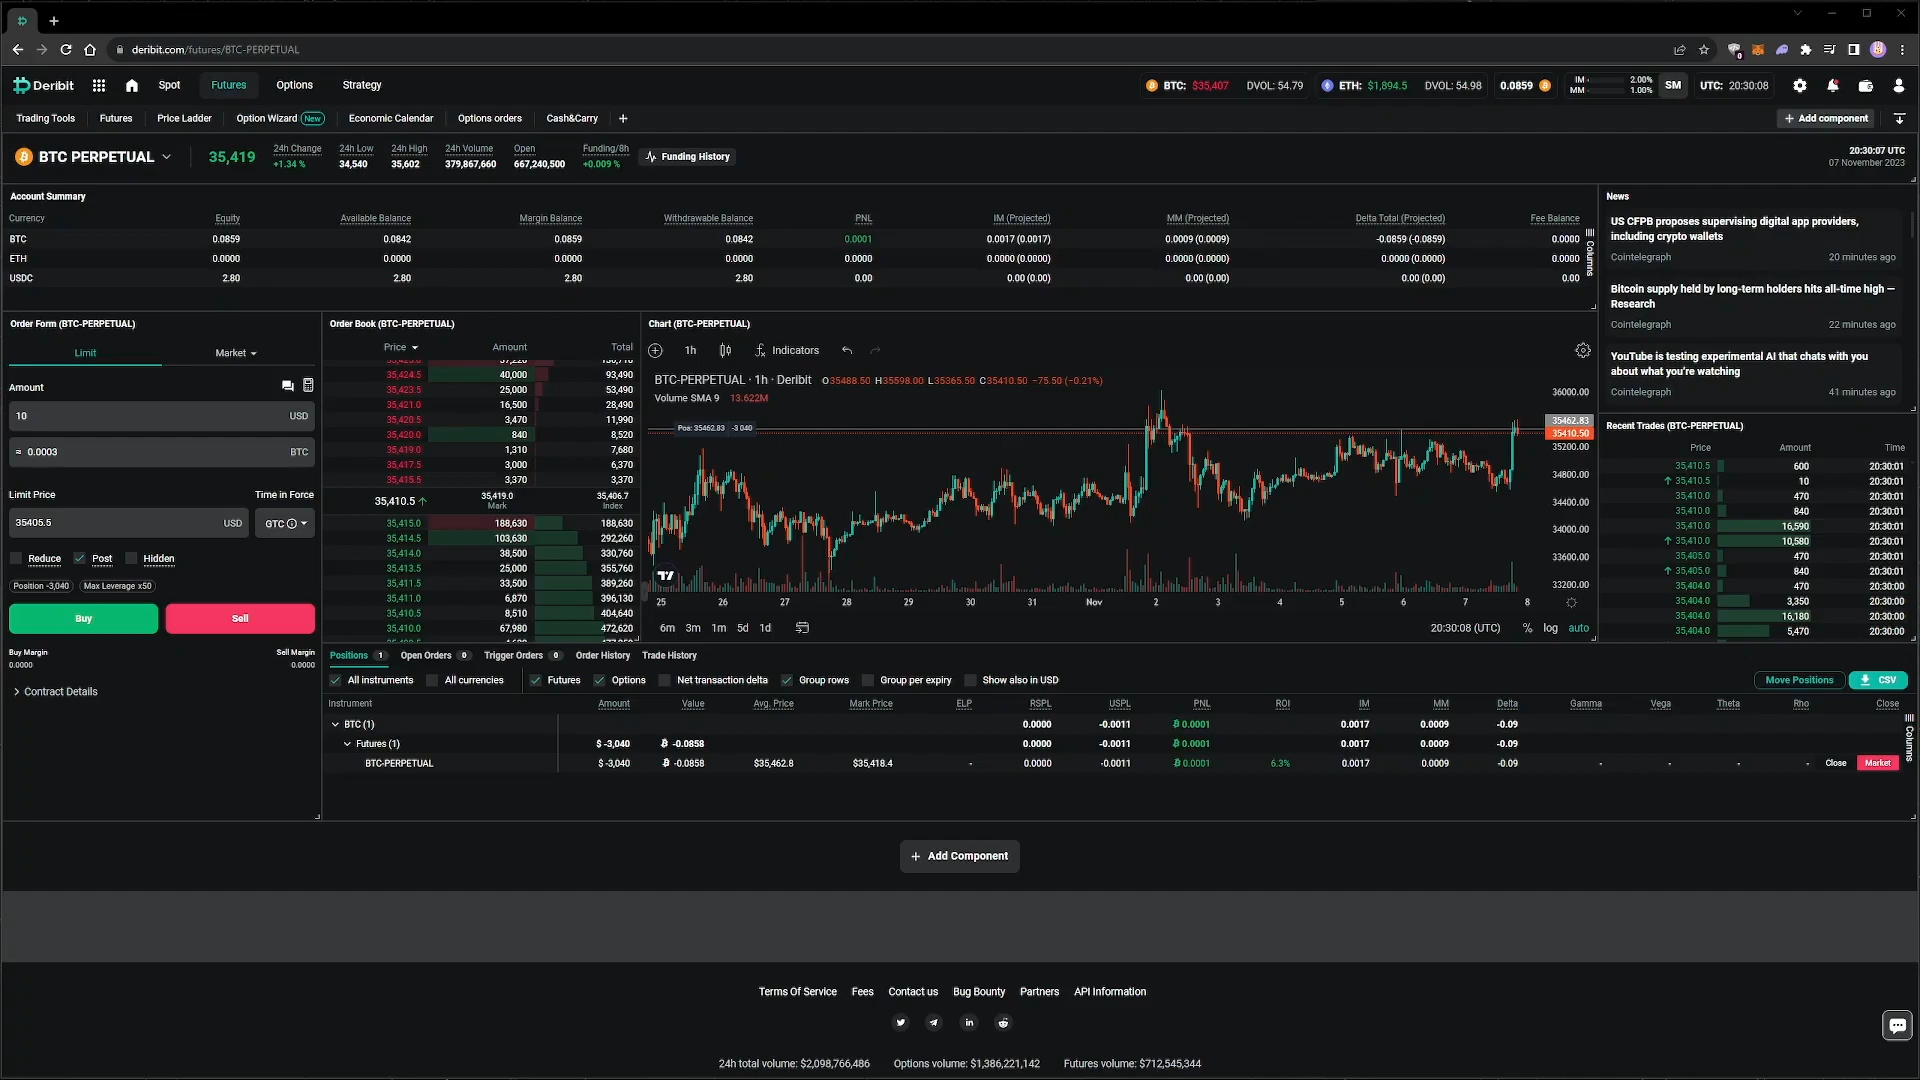 deribit.com/futures/BTC-PERPETUAL
0
Deribit Spot Futures Options Strategy BTC: $35,407 DVOL: 54.79 ETH: $1,894.5 DVOL: 54.98 0.0859 IM 2.00% SM UTC: 20:30:08
MM 1.00%
Trading Tools Futures Price Ladder Option Wizard New Economic Calendar Options orders Cash&Carry + Add component
BTC PERPETUAL 35,419 24h Change 24h Low 24h High 24h Volume Open Funding/8h Funding History 20:30:07 UTC
+1.34 % 34,540 35,602 379,867,660 667,240,500 +0.009 % 07 November 2023
Account Summary
Currency Equity Available Balance Margin Balance Withdrawable Balance PNL IM (Projected) MM (Projected) Delta Total (Projected) Fee Balance
BTC 0.0859 0.0842 0.0859 0.0842 0.0001 0.0017 (0.0017) 0.0009 (0.0009) -0.0859 (-0.0859) 0.0000
ETH 0.0000 0.0000 0.0000 0.0000 0.0000 0.0000 (0.0000) 0.0000 (0.0000) 0.0000 (0.0000) 0.0000
USDC 2.80 2.80 2.80 2.80 0.00 0.00 (0.00) 0.00 (0.00) 0.00 (0.00) 0.00
Columns
News
US CFPB proposes supervising digital app providers,
including crypto wallets
Cointelegraph 20 minutes ago
Bitcoin supply held by long-term holders hits all-time high —
Research
Cointelegraph 22 minutes ago
YouTube is testing experimental AI that chats with you
about what you're watching
Cointelegraph 41 minutes ago
Order Form (BTC-PERPETUAL)
Limit Market
Amount
10 USD
≈ 0.0003 BTC
Limit Price Time in Force
35405.5 USD GTC
Reduce Post Hidden
Position -3,040 Max Leverage x50
Buy Sell
Buy Margin Sell Margin
0.0000 0.0000
Contract Details
Order Book (BTC-PERPETUAL)
Price Amount Total
35,424.5 40,000 93,490
35,423.5 25,000 53,490
35,421.0 16,500 28,490
35,420.5 3,470 11,990
35,420.0 840 8,520
35,419.0 1,310 7,680
35,417.5 3,000 6,370
35,415.5 3,370 3,370
35,410.5 35,419.0 35,406.7
Mark Index
35,415.0 188,630 188,630
35,414.5 103,630 292,260
35,414.0 38,500 330,760
35,413.5 25,000 355,760
35,411.5 33,500 389,260
35,411.0 6,870 396,130
35,410.5 8,510 404,640
35,410.0 67,980 472,620
Chart (BTC-PERPETUAL)
1h Indicators
BTC-PERPETUAL · 1h · Deribit O35488.50 H35598.00 L35365.50 C35410.50 −75.50 (−0.21%)
Volume SMA 9 13.622M
Pos: 35462.83 -3 040
36000.00
35462.83
35410.50
35200.00
34800.00
34400.00
34000.00
33600.00
33200.00
25 26 27 28 29 30 31 Nov 2 3 4 5 6 7 8
6m 3m 1m 5d 1d 20:30:08 (UTC) % log auto
Recent Trades (BTC-PERPETUAL)
Price Amount Time
35,410.5 600 20:30:01
35,410.5 10 20:30:01
35,410.0 470 20:30:01
35,410.0 840 20:30:01
35,410.0 16,590 20:30:01
35,410.0 10,580 20:30:01
35,405.0 470 20:30:01
35,405.0 840 20:30:01
35,404.0 470 20:30:00
35,404.0 3,350 20:30:00
35,404.0 16,180 20:30:00
35,404.0 5,470 20:30:00
Positions 1 Open Orders 0 Trigger Orders 0 Order History Trade History
All instruments All currencies Futures Options Net transaction delta Group rows Group per expiry Show also in USD Move Positions CSV
Instrument Amount Value Avg. Price Mark Price ELP RSPL USPL PNL ROI IM MM Delta Gamma Vega Theta Rho Close
BTC (1) 0.0000 -0.0011 ₿ 0.0001 0.0017 0.0009 -0.09
Futures (1) $ -3,040 ₿ -0.0858 0.0000 -0.0011 ₿ 0.0001 0.0017 0.0009 -0.09
BTC-PERPETUAL $ -3,040 ₿ -0.0858 $35,462.8 $35,418.4 - 0.0000 -0.0011 ₿ 0.0001 6.3% 0.0017 0.0009 -0.09 - - - - Close Market
Columns
+ Add Component
Terms Of Service Fees Contact us Bug Bounty Partners API Information
24h total volume: $2,098,766,486 Options volume: $1,386,221,142 Futures volume: $712,545,344